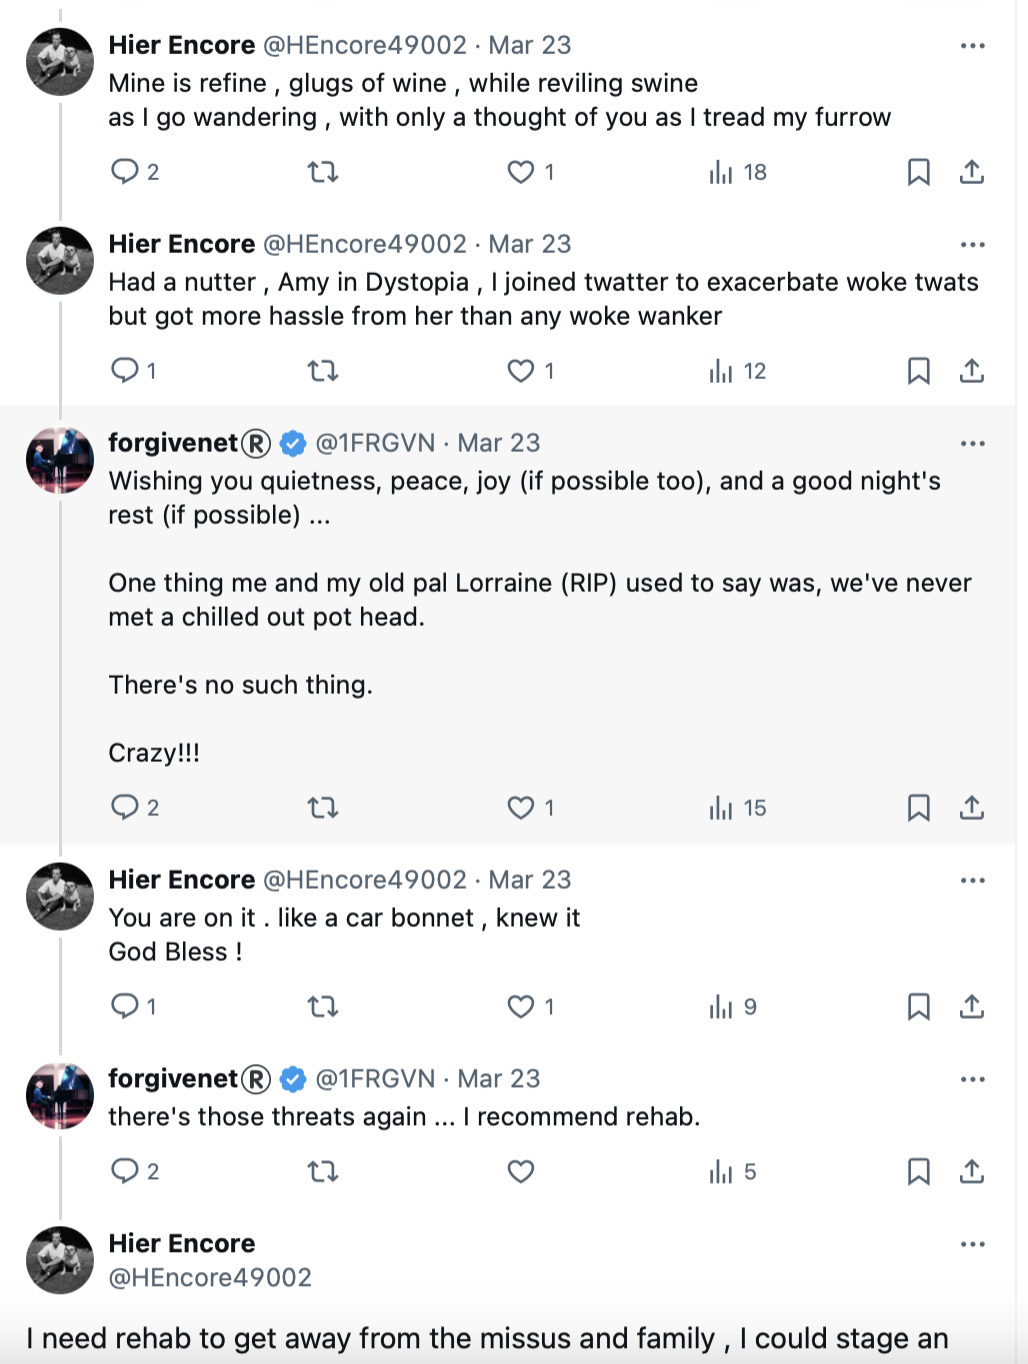 Hier Encore @HEncore49002 · Mar 23
Mine is refine , glugs of wine , while reviling swine
as I go wandering , with only a thought of you as I tread my furrow
2 1 18
Hier Encore @HEncore49002 · Mar 23
Had a nutter , Amy in Dystopia , I joined twatter to exacerbate woke twats
but got more hassle from her than any woke wanker
1 1 12
forgivenet® @1FRGVN · Mar 23
Wishing you quietness, peace, joy (if possible too), and a good night's
rest (if possible) ...
One thing me and my old pal Lorraine (RIP) used to say was, we've never
met a chilled out pot head.
There's no such thing.
Crazy!!!
2 1 15
Hier Encore @HEncore49002 · Mar 23
You are on it . like a car bonnet , knew it
God Bless !
1 1 9
forgivenet® @1FRGVN · Mar 23
there's those threats again ... I recommend rehab.
2 5
Hier Encore
@HEncore49002
I need rehab to get away from the missus and family , I could stage an